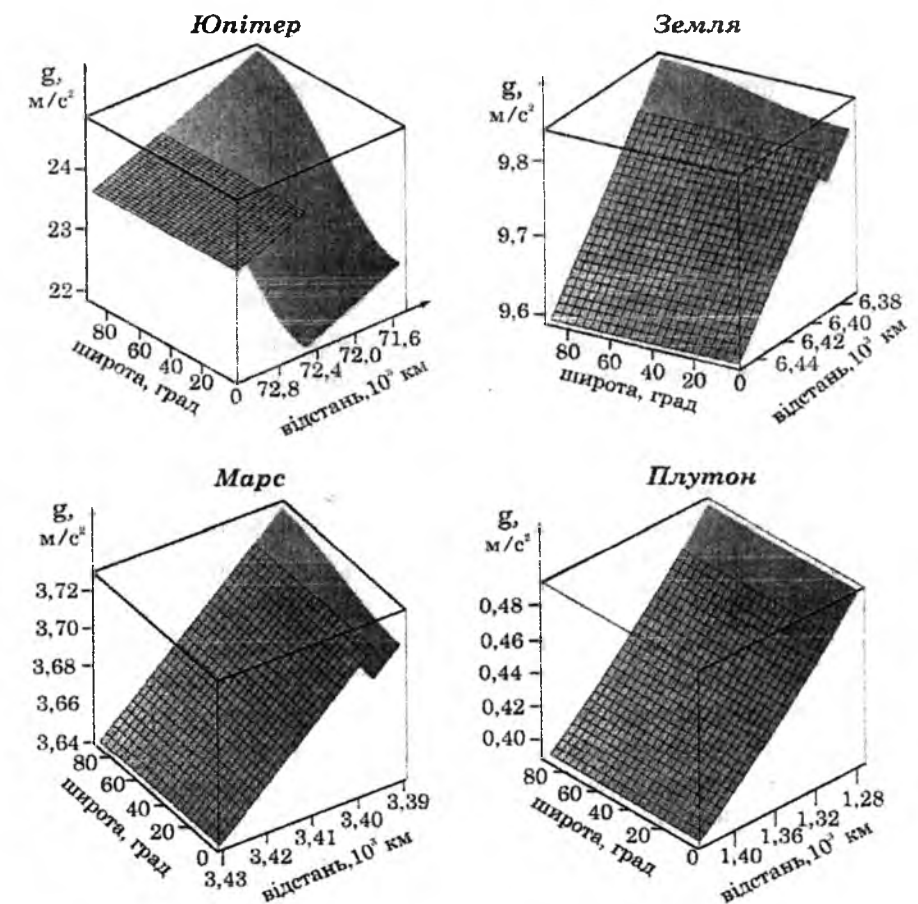 Юпітер
g,
м/с²
24
23
22
80
60
40
20
0
широта, град
72,8
72,4
72,0
71,6
відстань,10³ км
Земля
g,
м/с²
9,8
9,7
9,6
80
60
40
20
0
широта, град
6,44
6,42
6,40
6,38
відстань,10³ км
Марс
g,
м/с²
3,72
3,70
3,68
3,66
3,64
80
60
40
20
0
широта, град
3,43
3,42
3,41
3,40
3,39
відстань,10³ км
Плутон
g,
м/с²
0,48
0,46
0,44
0,42
0,40
80
60
40
20
0
широта, град
1,40
1,36
1,32
1,28
відстань,10³ км